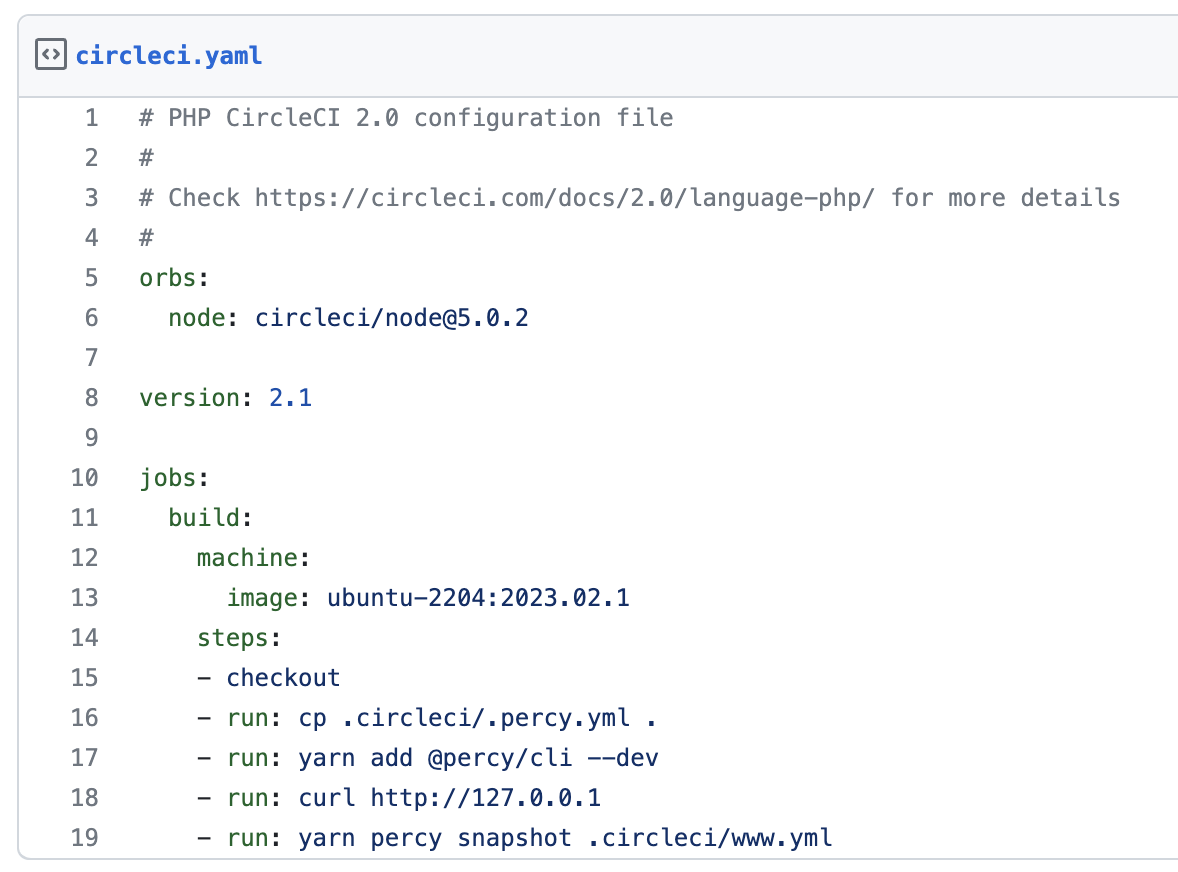 circleci.yaml
1 # PHP CircleCI 2.0 configuration file
2 #
3 # Check https://circleci.com/docs/2.0/language-php/ for more details
4 #
5 orbs:
6   node: circleci/node@5.0.2
7
8 version: 2.1
9
10 jobs:
11   build:
12     machine:
13       image: ubuntu-2204:2023.02.1
14     steps:
15     - checkout
16     - run: cp .circleci/.percy.yml .
17     - run: yarn add @percy/cli --dev
18     - run: curl http://127.0.0.1
19     - run: yarn percy snapshot .circleci/www.yml